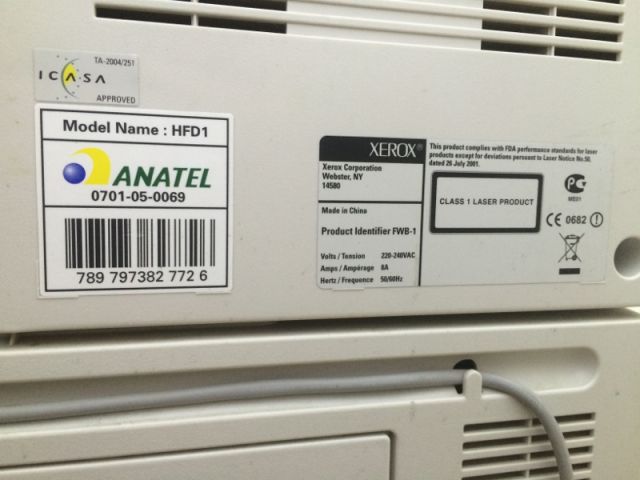 TA-2004/251
ICASA
APPROVED
Model Name : HFD1
ANATEL
0701-05-0069
789 797382 772 6
XEROX®
Xerox Corporation
Webster, NY
14580
Made in China
Product Identifier FWB-1
Volts / Tension 220-240VAC
Amps / Ampérage 8A
Hertz / Frequence 50/60Hz
This product complies with FDA performance standards for laser
products except for deviations pursuant to Laser Notice No.50,
dated 26 July 2001.
CLASS 1 LASER PRODUCT
ME01
CE 0682